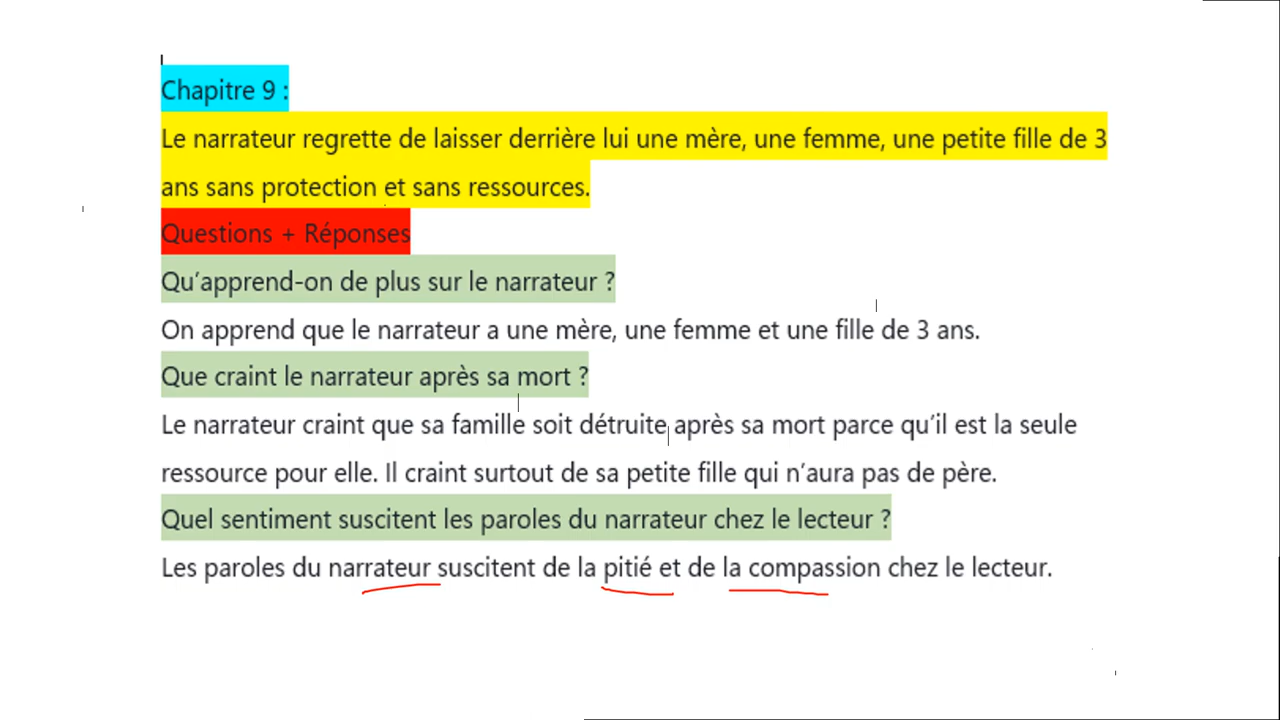 Chapitre 9 :
Le narrateur regrette de laisser derrière lui une mère, une femme, une petite fille de 3
ans sans protection et sans ressources.
Questions + Réponses
Qu’apprend-on de plus sur le narrateur ?
On apprend que le narrateur a une mère, une femme et une fille de 3 ans.
Que craint le narrateur après sa mort ?
Le narrateur craint que sa famille soit détruite après sa mort parce qu’il est la seule
ressource pour elle. Il craint surtout de sa petite fille qui n’aura pas de père.
Quel sentiment suscitent les paroles du narrateur chez le lecteur ?
Les paroles du narrateur suscitent de la pitié et de la compassion chez le lecteur.